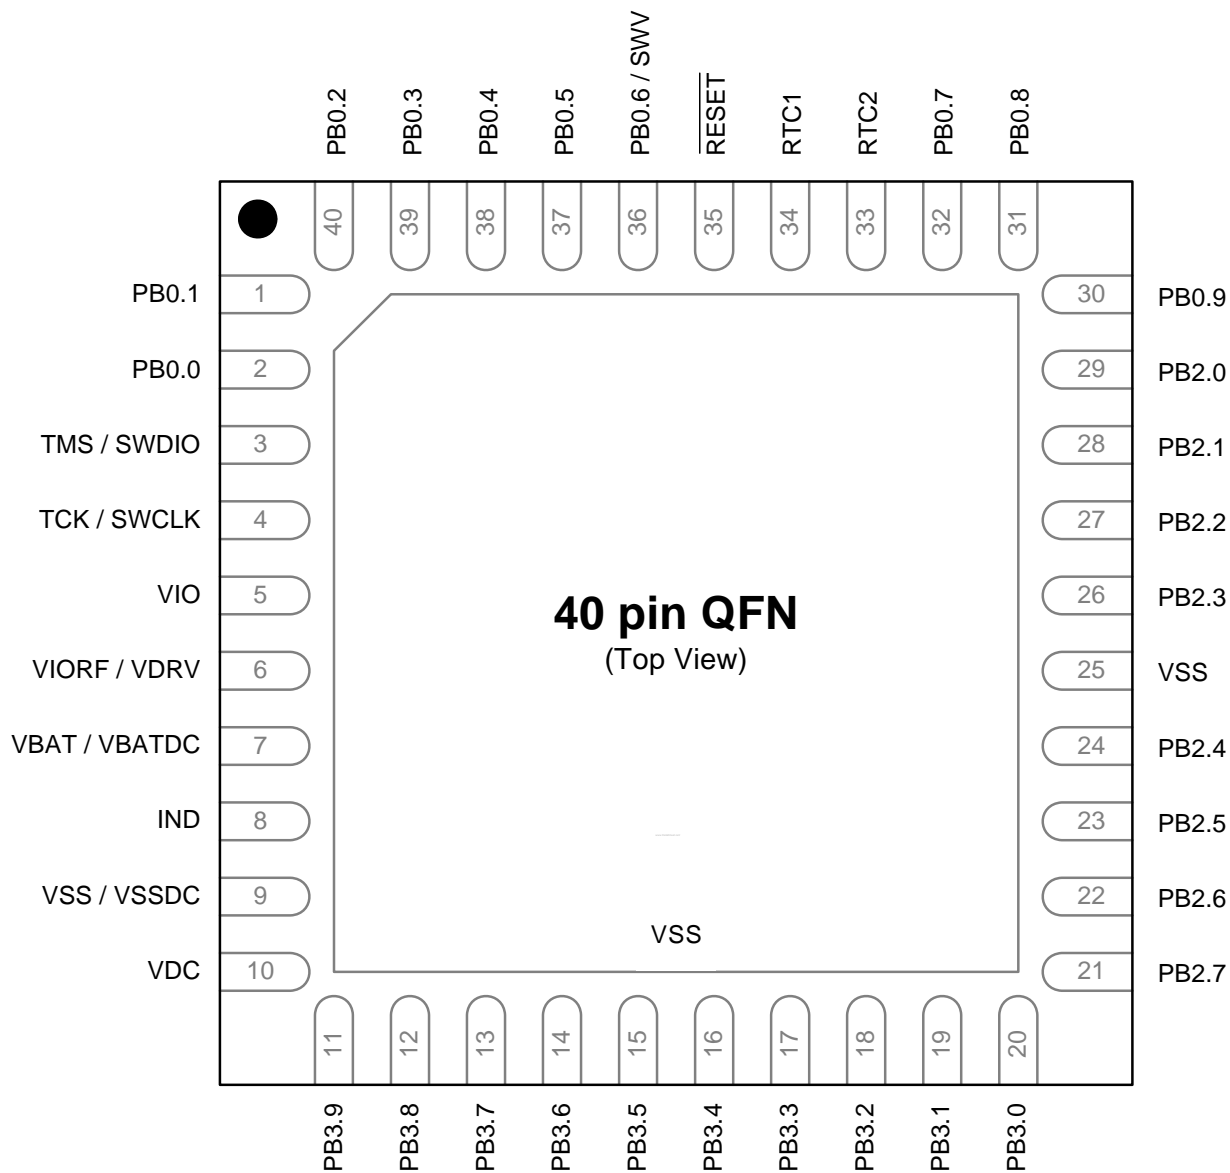 PB0.2
PB0.3
PB0.4
PB0.5
PB0.6 / SWV
RESET
RTC1
RTC2
PB0.7
PB0.8
40
39
38
37
36
35
34
33
32
31
PB0.1 1
PB0.0 2
TMS / SWDIO 3
TCK / SWCLK 4
VIO 5
VIORF / VDRV 6
VBAT / VBATDC 7
IND 8
VSS / VSSDC 9
VDC 10
40 pin QFN
(Top View)
VSS
30 PB0.9
29 PB2.0
28 PB2.1
27 PB2.2
26 PB2.3
25 VSS
24 PB2.4
23 PB2.5
22 PB2.6
21 PB2.7
11
12
13
14
15
16
17
18
19
20
PB3.9
PB3.8
PB3.7
PB3.6
PB3.5
PB3.4
PB3.3
PB3.2
PB3.1
PB3.0